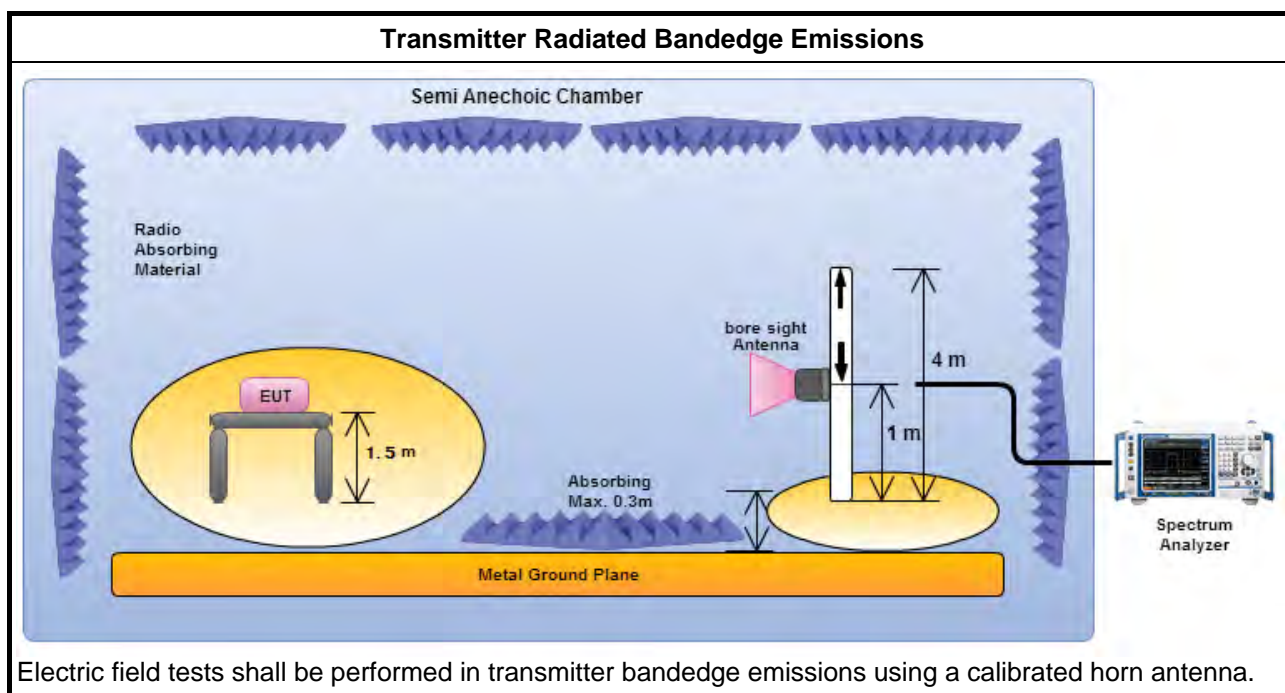 Transmitter Radiated Bandedge Emissions
Semi Anechoic Chamber
Radio
Absorbing
Material
bore sight
Antenna
4 m
EUT
1 m
1.5 m
Absorbing
Max. 0.3m
Spectrum
Analyzer
Metal Ground Plane
Electric field tests shall be performed in transmitter bandedge emissions using a calibrated horn antenna.